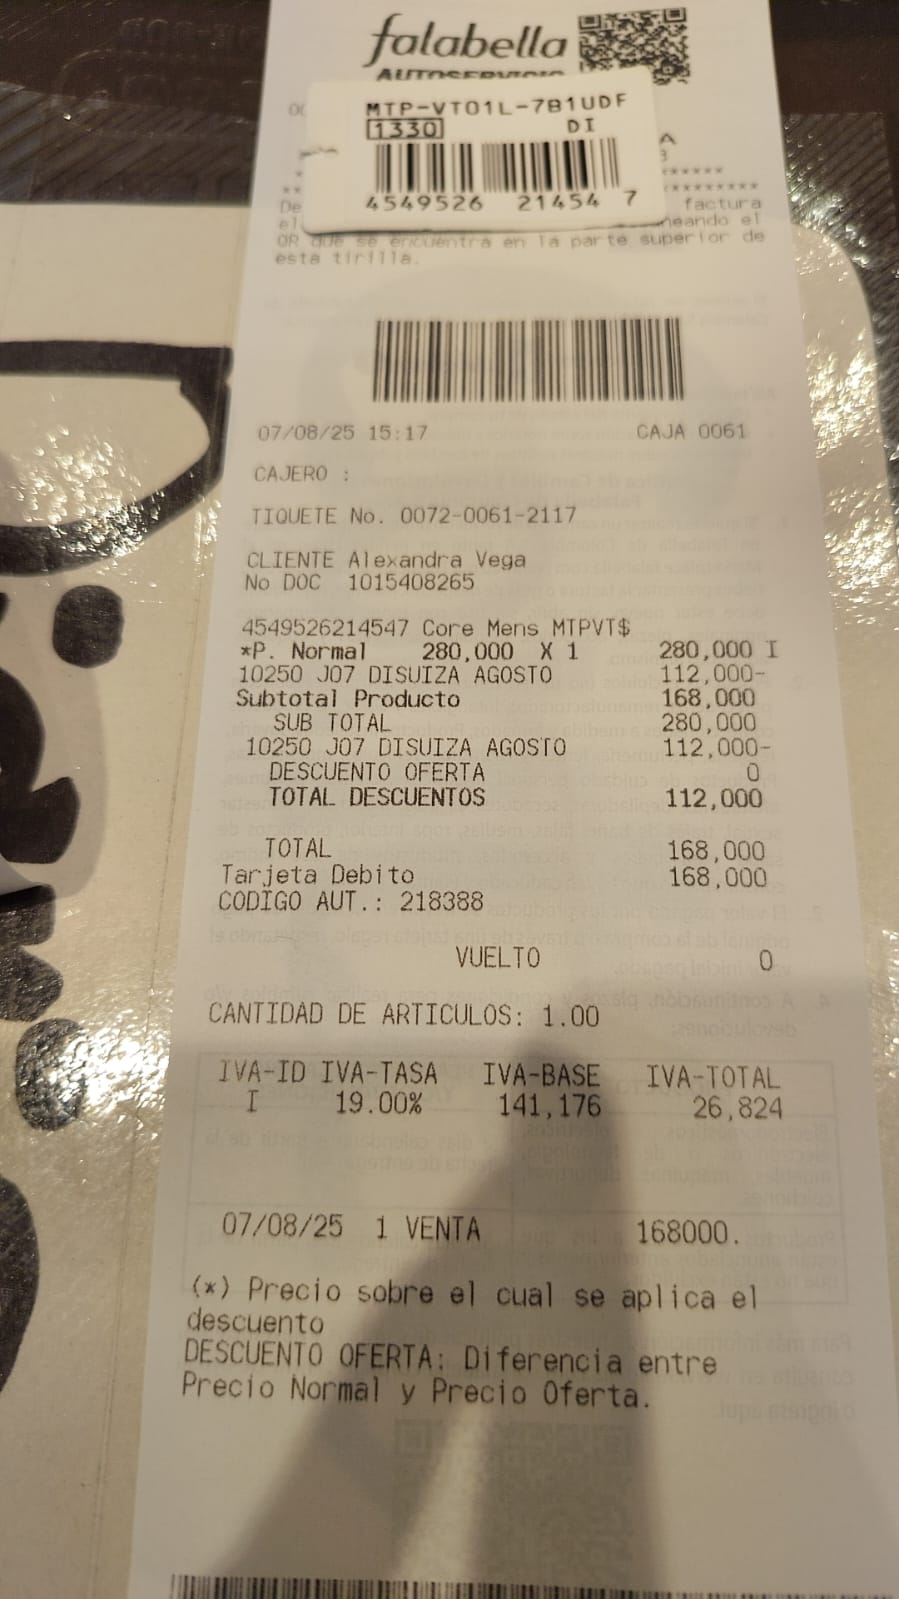 falabella
AUTOSERVICIO
MTP-VT01L-7B1UDF
1330 DI
4549526 21454 7
De factura
el
QR que se encuentra en la parte superior de
esta tirilla.
07/08/25 15:17 CAJA 0061
CAJERO :
TIQUETE No. 0072-0061-2117
CLIENTE Alexandra Vega
No DOC 1015408265
4549526214547 Core Mens MTPVT$
*P. Normal 280,000 X 1 280,000 I
10250 J07 DISUIZA AGOSTO 112,000-
Subtotal Producto 168,000
SUB TOTAL 280,000
10250 J07 DISUIZA AGOSTO 112,000-
DESCUENTO OFERTA 0
TOTAL DESCUENTOS 112,000
TOTAL 168,000
Tarjeta Debito 168,000
CODIGO AUT.: 218388
VUELTO 0
CANTIDAD DE ARTICULOS: 1.00
IVA-ID IVA-TASA IVA-BASE IVA-TOTAL
I 19.00% 141,176 26,824
07/08/25 1 VENTA 168000.
(*) Precio sobre el cual se aplica el
descuento
DESCUENTO OFERTA: Diferencia entre
Precio Normal y Precio Oferta.